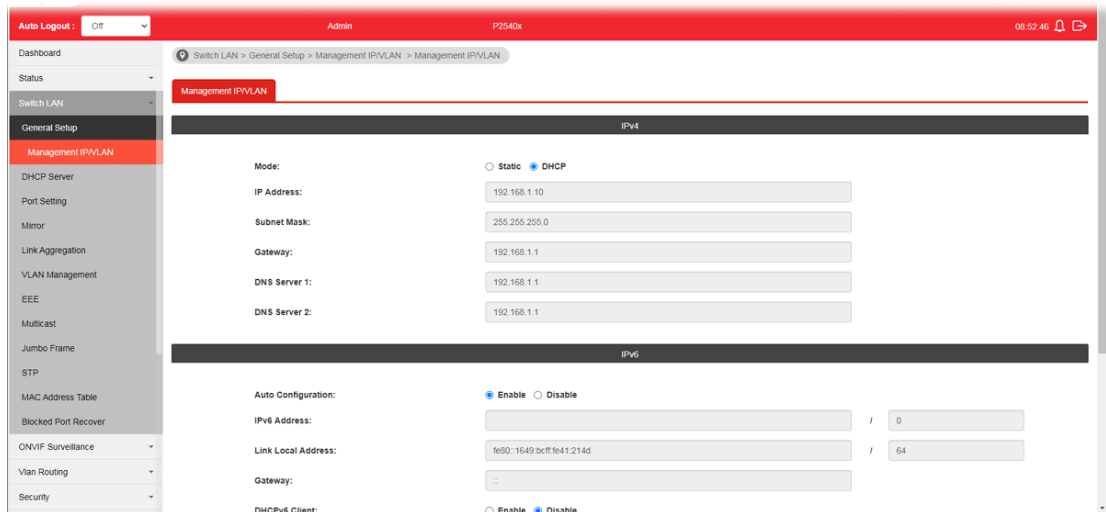 Auto Logout : Off Admin P2540x 08:52:46
Dashboard
Status
Switch LAN
General Setup
Management IP/VLAN
DHCP Server
Port Setting
Mirror
Link Aggregation
VLAN Management
EEE
Multicast
Jumbo Frame
STP
MAC Address Table
Blocked Port Recover
ONVIF Surveillance
Vlan Routing
Security
Switch LAN > General Setup > Management IP/VLAN > Management IP/VLAN
Management IP/VLAN
IPv4
Mode: Static DHCP
IP Address: 192.168.1.10
Subnet Mask: 255.255.255.0
Gateway: 192.168.1.1
DNS Server 1: 192.168.1.1
DNS Server 2: 192.168.1.1
IPv6
Auto Configuration: Enable Disable
IPv6 Address: / 0
Link Local Address: fe80::1649:bcff:fe41:214d / 64
Gateway: ::
DHCPv6 Client: Enable Disable